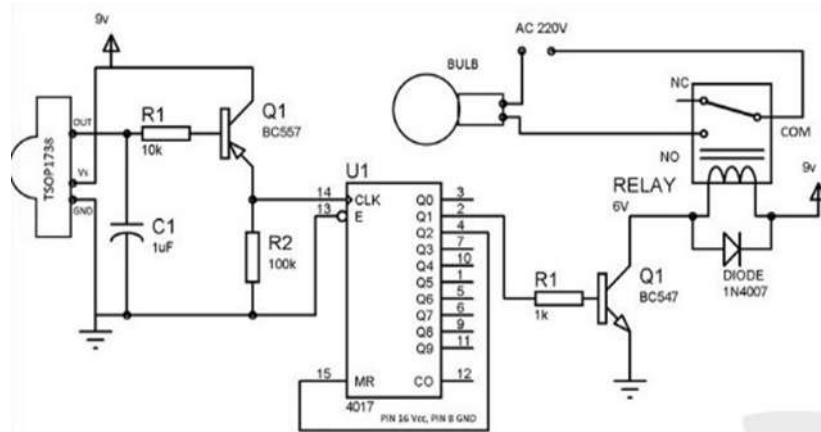 9v
AC 220V
BULB
NC
COM
NO
RELAY
6V
9v
OUT
R1
10k
Q1
BC557
TSOP1738
Vs
GND
C1
1uF
R2
100k
U1
14 CLK Q0 3
13 E Q1 2
Q2 4
Q3 7
Q4 10
Q5 1
Q6 5
Q7 6
Q8 9
Q9 11
15 MR CO 12
4017
PIN 16 Vcc, PIN 8 GND
R1
1k
Q1
BC547
DIODE
1N4007